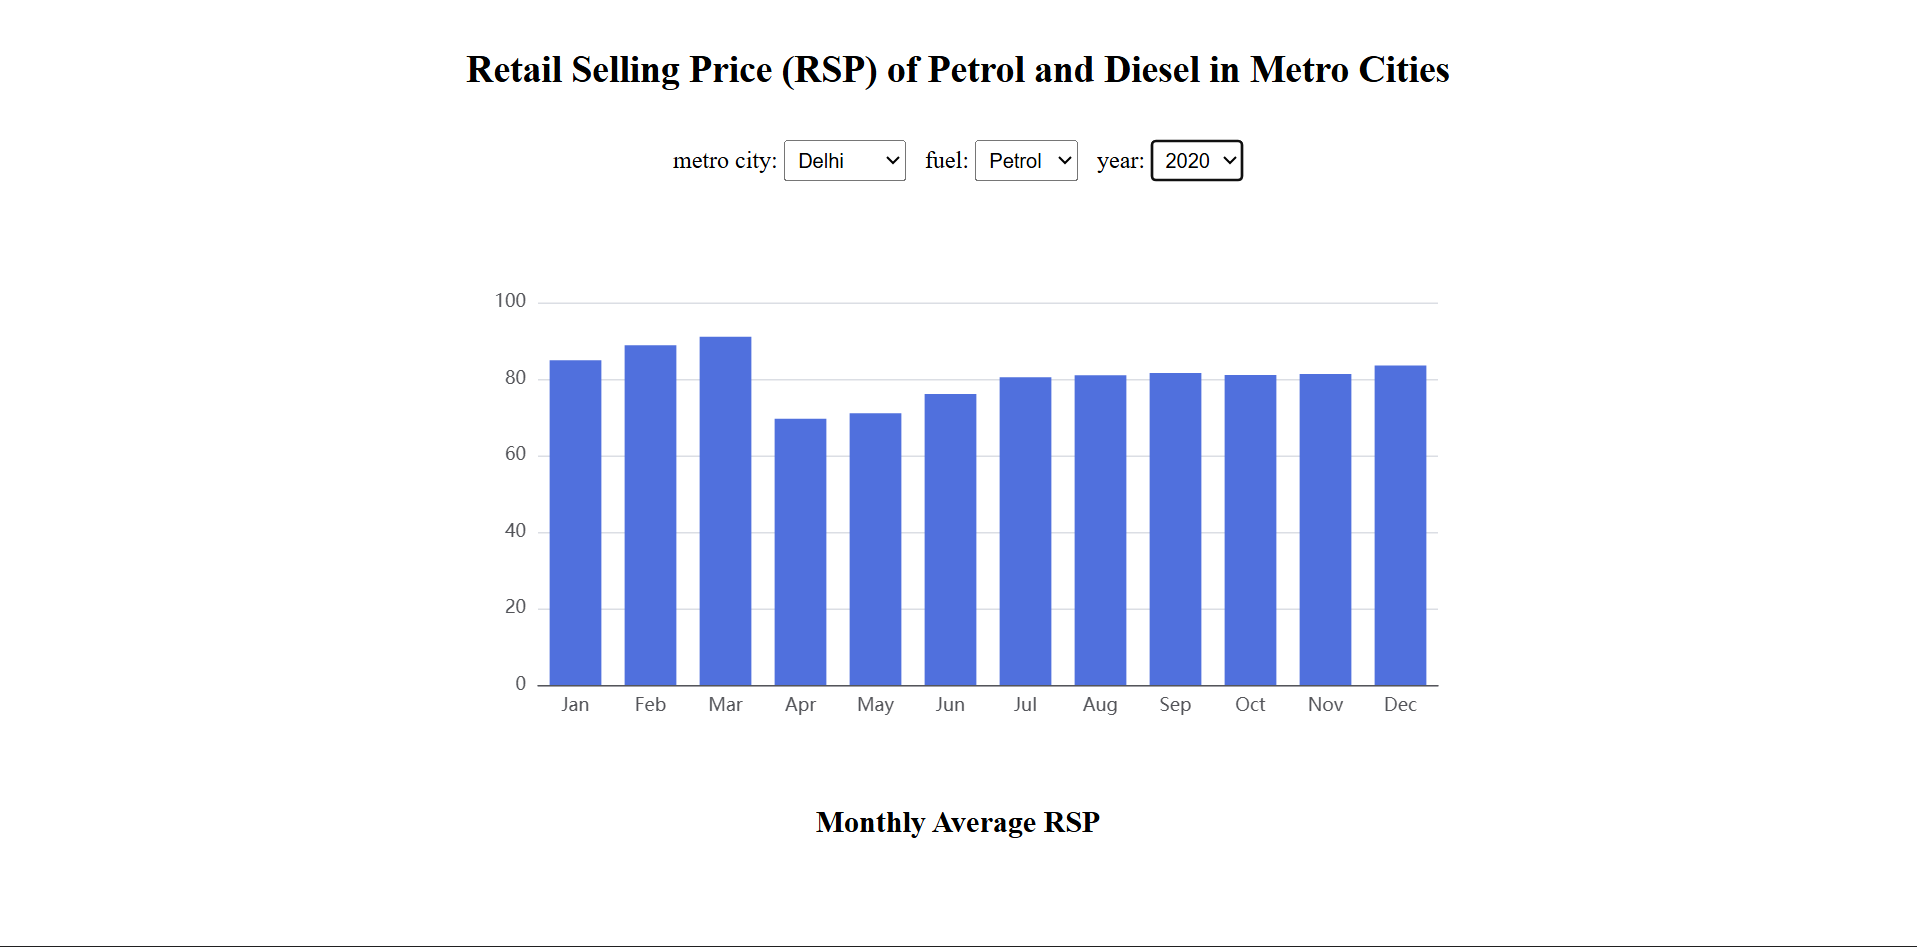 Retail Selling Price (RSP) of Petrol and Diesel in Metro Cities
metro city: Delhi fuel: Petrol year: 2020
100
80
60
40
20
0
Jan Feb Mar Apr May Jun Jul Aug Sep Oct Nov Dec
Monthly Average RSP